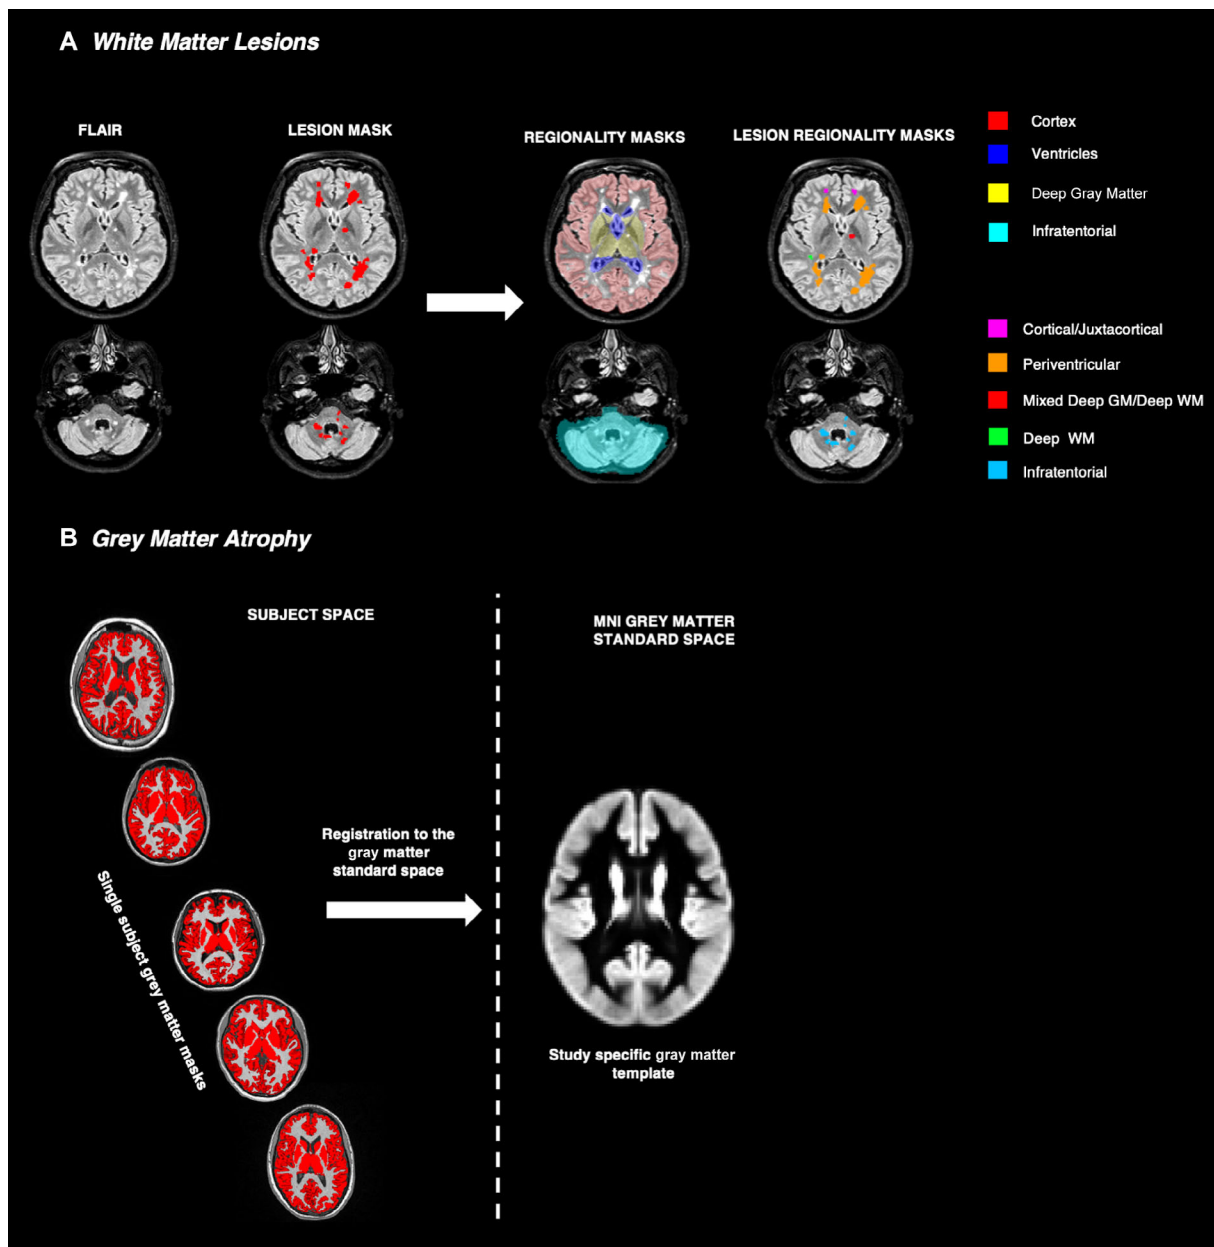 A White Matter Lesions
FLAIR
LESION MASK
REGIONALITY MASKS
LESION REGIONALITY MASKS
Cortex
Ventricles
Deep Gray Matter
Infratentorial
Cortical/Juxtacortical
Periventricular
Mixed Deep GM/Deep WM
Deep WM
Infratentorial
B Grey Matter Atrophy
SUBJECT SPACE
MNI GREY MATTER
STANDARD SPACE
Single subject grey matter masks
Registration to the
gray matter
standard space
Study specific gray matter
template